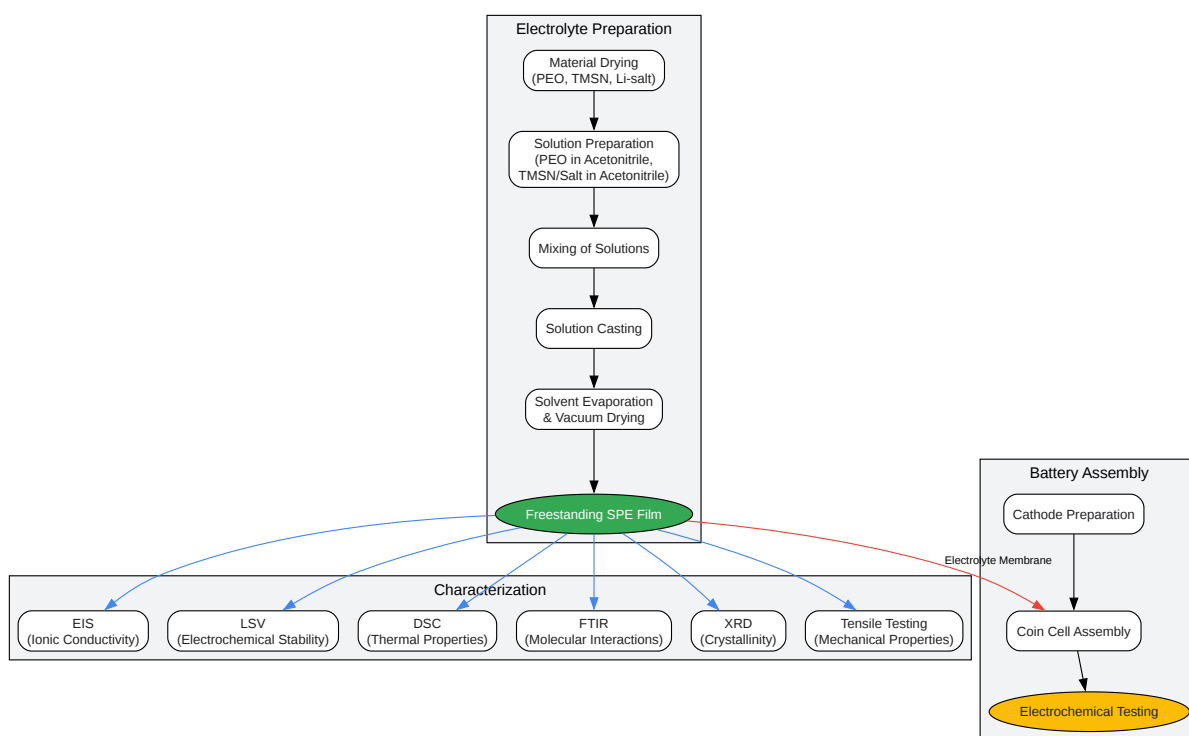 Electrolyte Preparation
Material Drying
(PEO, TMSN, Li-salt)
Solution Preparation
(PEO in Acetonitrile,
TMSN/Salt in Acetonitrile)
Mixing of Solutions
Solution Casting
Solvent Evaporation
& Vacuum Drying
Freestanding SPE Film
Battery Assembly
Cathode Preparation
Electrolyte Membrane
Characterization
EIS
(Ionic Conductivity)
LSV
(Electrochemical Stability)
DSC
(Thermal Properties)
FTIR
(Molecular Interactions)
XRD
(Crystallinity)
Tensile Testing
(Mechanical Properties)
Coin Cell Assembly
Electrochemical Testing